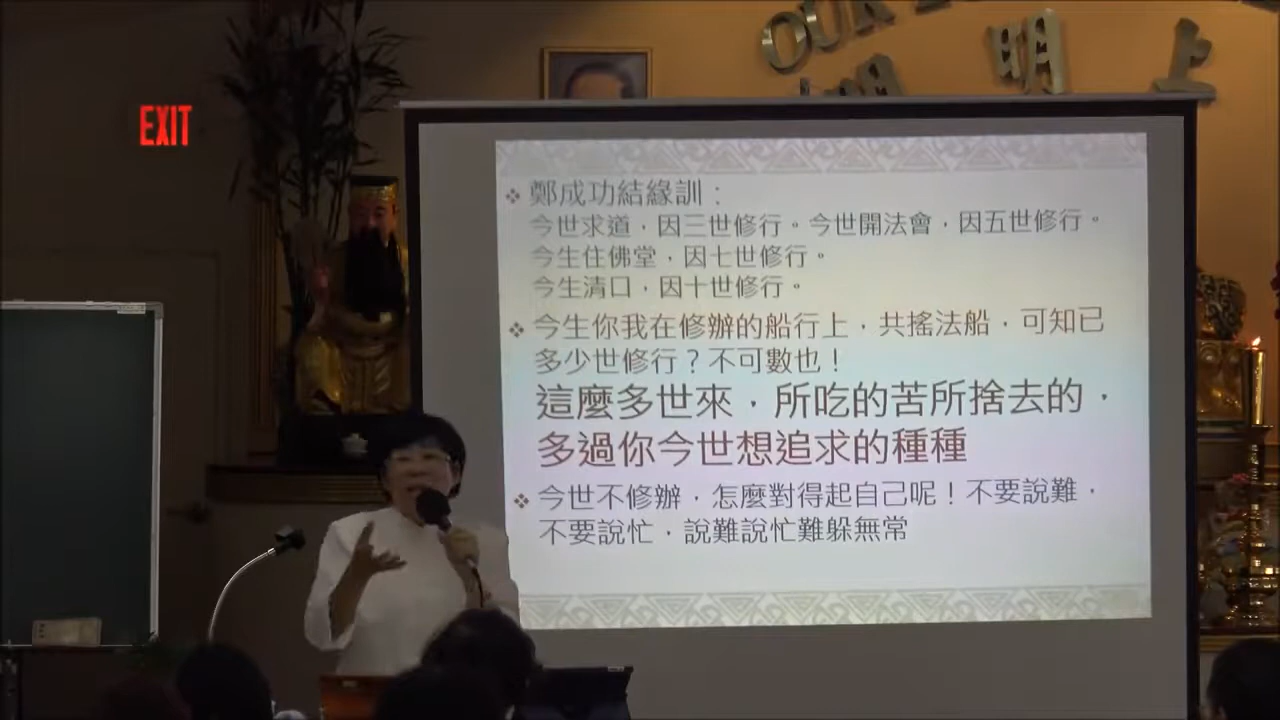 OUR
明 上
EXIT
鄭成功結緣訓：
今世求道，因三世修行。今世開法會，因五世修行。
今生住佛堂，因七世修行。
今生清口，因十世修行。
今生你我在修辦的船行上，共搖法船，可知已
多少世修行？不可數也！
這麼多世來，所吃的苦所捨去的，
多過你今世想追求的種種
今世不修辦，怎麼對得起自己呢！不要說難，
不要說忙，說難說忙難躲無常